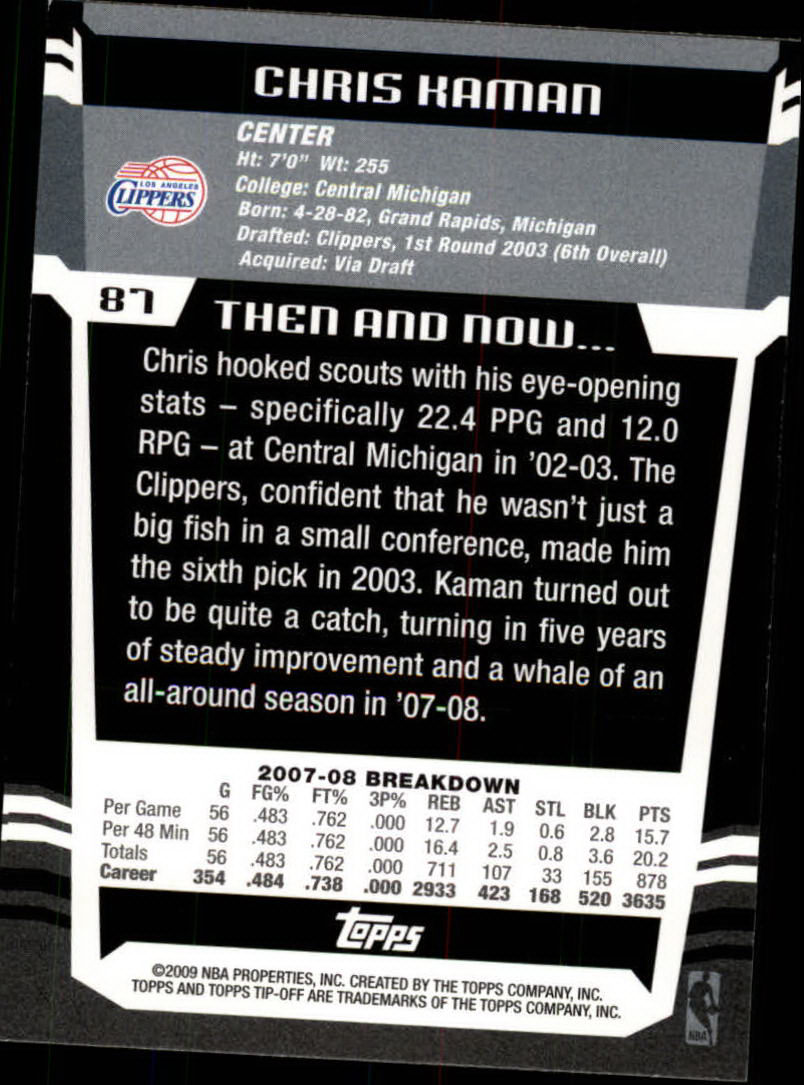 CHRIS KAMAN
CENTER
Ht: 7'0" Wt: 255
College: Central Michigan
Born: 4-28-82, Grand Rapids, Michigan
Drafted: Clippers, 1st Round 2003 (6th Overall)
Acquired: Via Draft
LOS ANGELES
CLIPPERS
87
THEN AND NOW...
Chris hooked scouts with his eye-opening
stats – specifically 22.4 PPG and 12.0
RPG – at Central Michigan in '02-03. The
Clippers, confident that he wasn't just a
big fish in a small conference, made him
the sixth pick in 2003. Kaman turned out
to be quite a catch, turning in five years
of steady improvement and a whale of an
all-around season in '07-08.
2007-08 BREAKDOWN
G FG% FT% 3P% REB AST STL BLK PTS
Per Game 56 .483 .762 .000 12.7 1.9 0.6 2.8 15.7
Per 48 Min 56 .483 .762 .000 16.4 2.5 0.8 3.6 20.2
Totals 56 .483 .762 .000 711 107 33 155 878
Career 354 .484 .738 .000 2933 423 168 520 3635
Topps
©2009 NBA PROPERTIES, INC. CREATED BY THE TOPPS COMPANY, INC.
TOPPS AND TOPPS TIP-OFF ARE TRADEMARKS OF THE TOPPS COMPANY, INC.
NBA